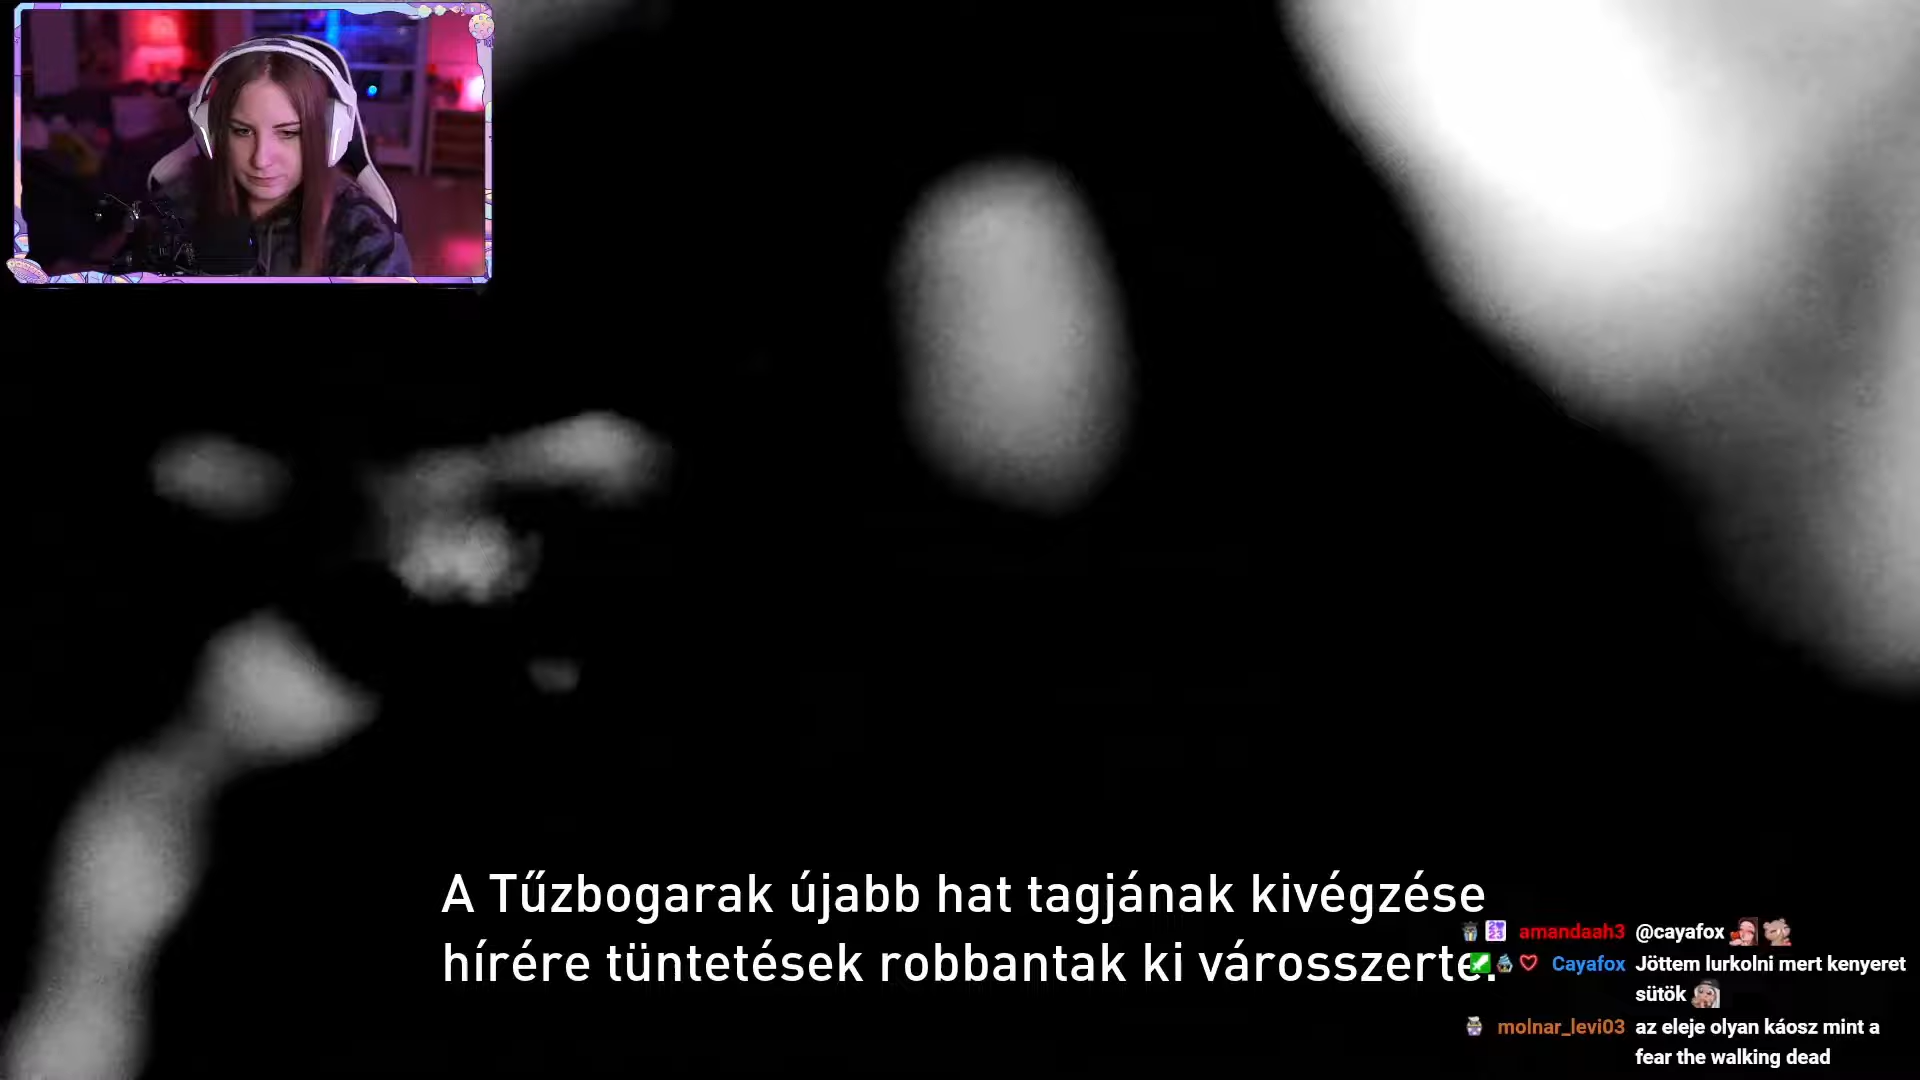 A Tűzbogarak újabb hat tagjának kivégzése
hírére tüntetések robbantak ki városszerte.
amandaah3 @cayafox
Cayafox Jöttem lurkolni mert kenyeret
sütök
molnar_levi03 az eleje olyan káosz mint a
fear the walking dead